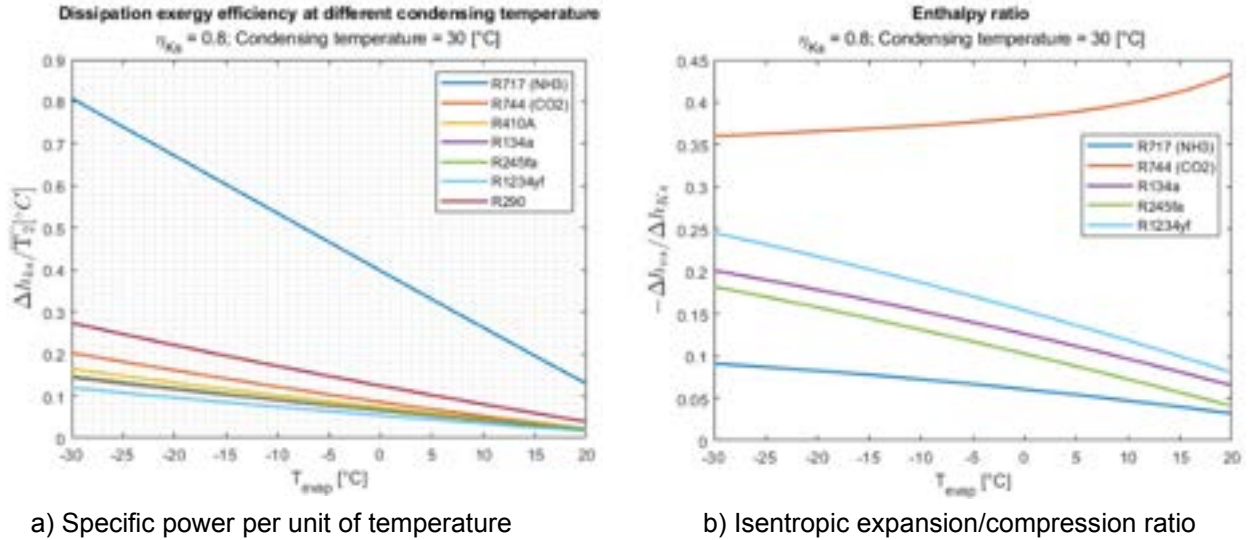 Dissipation exergy efficiency at different condensing temperature
η_Ks = 0.8; Condensing temperature = 30 [°C]
0.9
0.8
0.7
0.6
0.5
0.4
0.3
0.2
0.1
0
-30 -25 -20 -15 -10 -5 0 5 10 15 20
T_evap [°C]
R717 (NH3)
R744 (CO2)
R410A
R134a
R245fa
R1234yf
R290
a) Specific power per unit of temperature
Enthalpy ratio
η_Ks = 0.8; Condensing temperature = 30 [°C]
−Δh_vs/Δh_Ks
0.45
0.4
0.35
0.3
0.25
0.2
0.15
0.1
0.05
0
-30 -25 -20 -15 -10 -5 0 5 10 15 20
T_evap [°C]
R717 (NH3)
R744 (CO2)
R134a
R245fa
R1234yf
b) Isentropic expansion/compression ratio